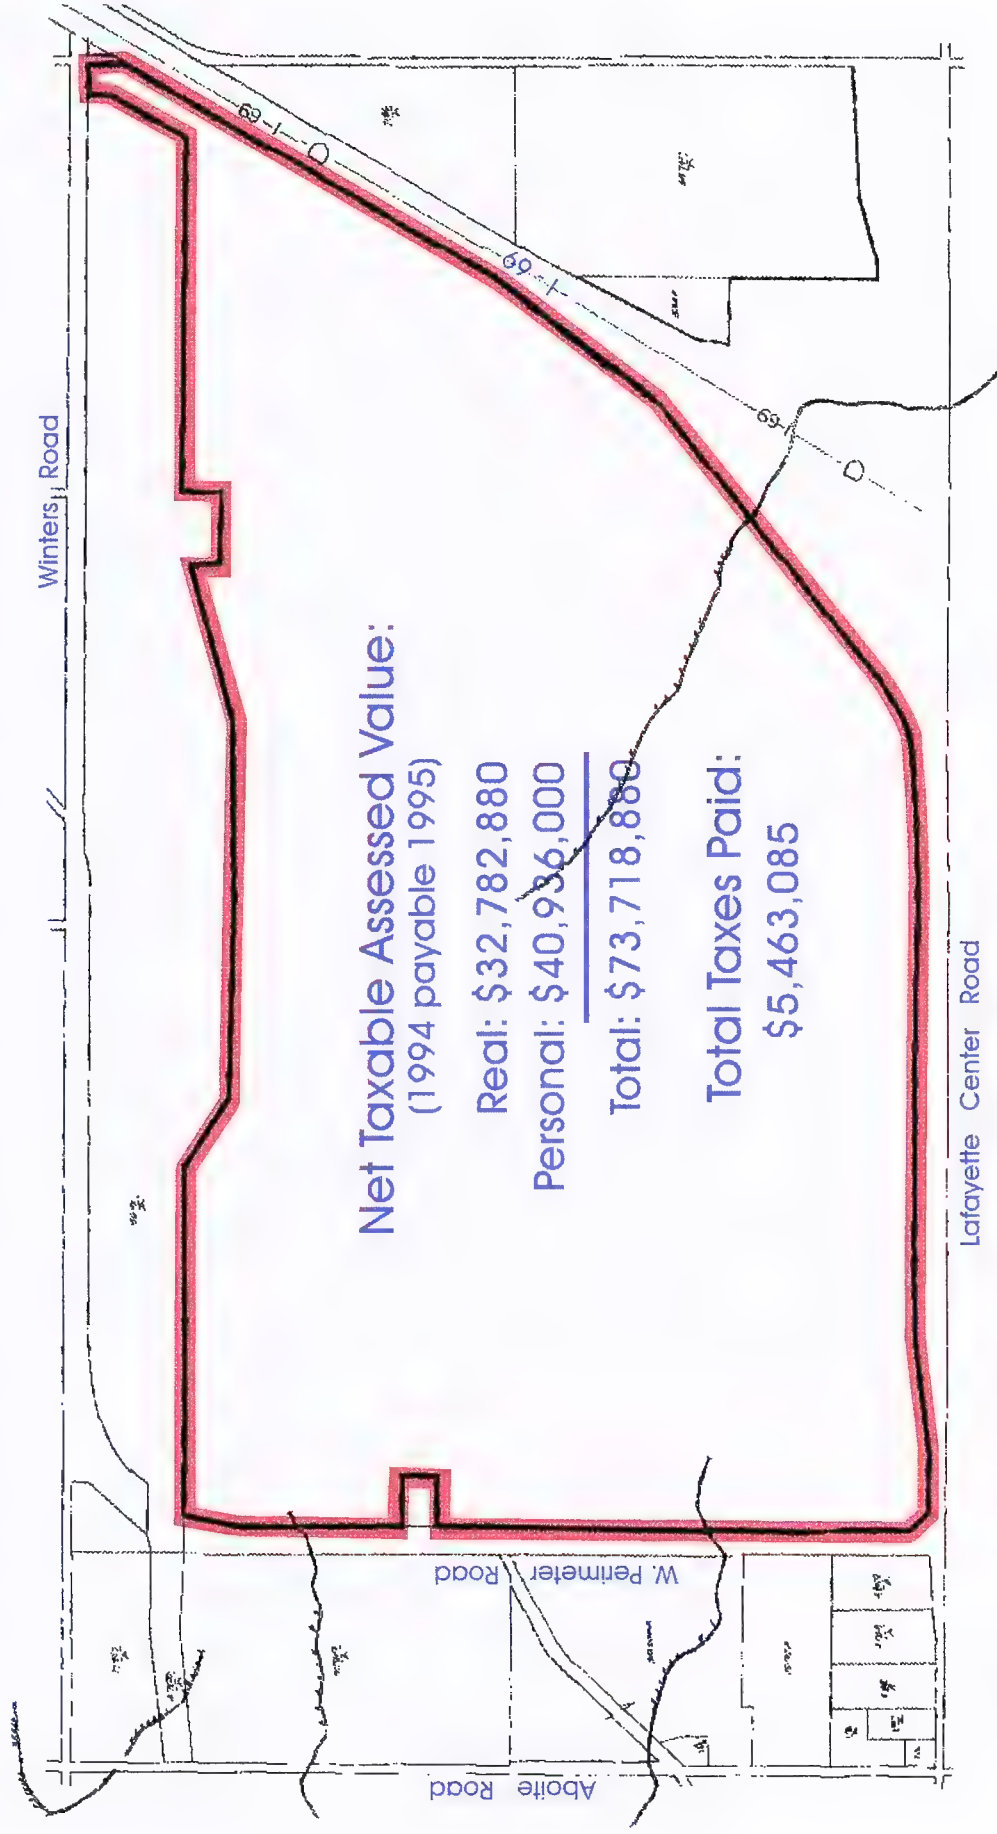 Winters Road
I-69
I-69
I-69
Net Taxable Assessed Value:
(1994 payable 1995)
Real: $32,782,880
Personal: $40,936,000
Total: $73,718,880
Total Taxes Paid:
$5,463,085
W. Perimeter Road
Aboite Road
Lafayette Center Road